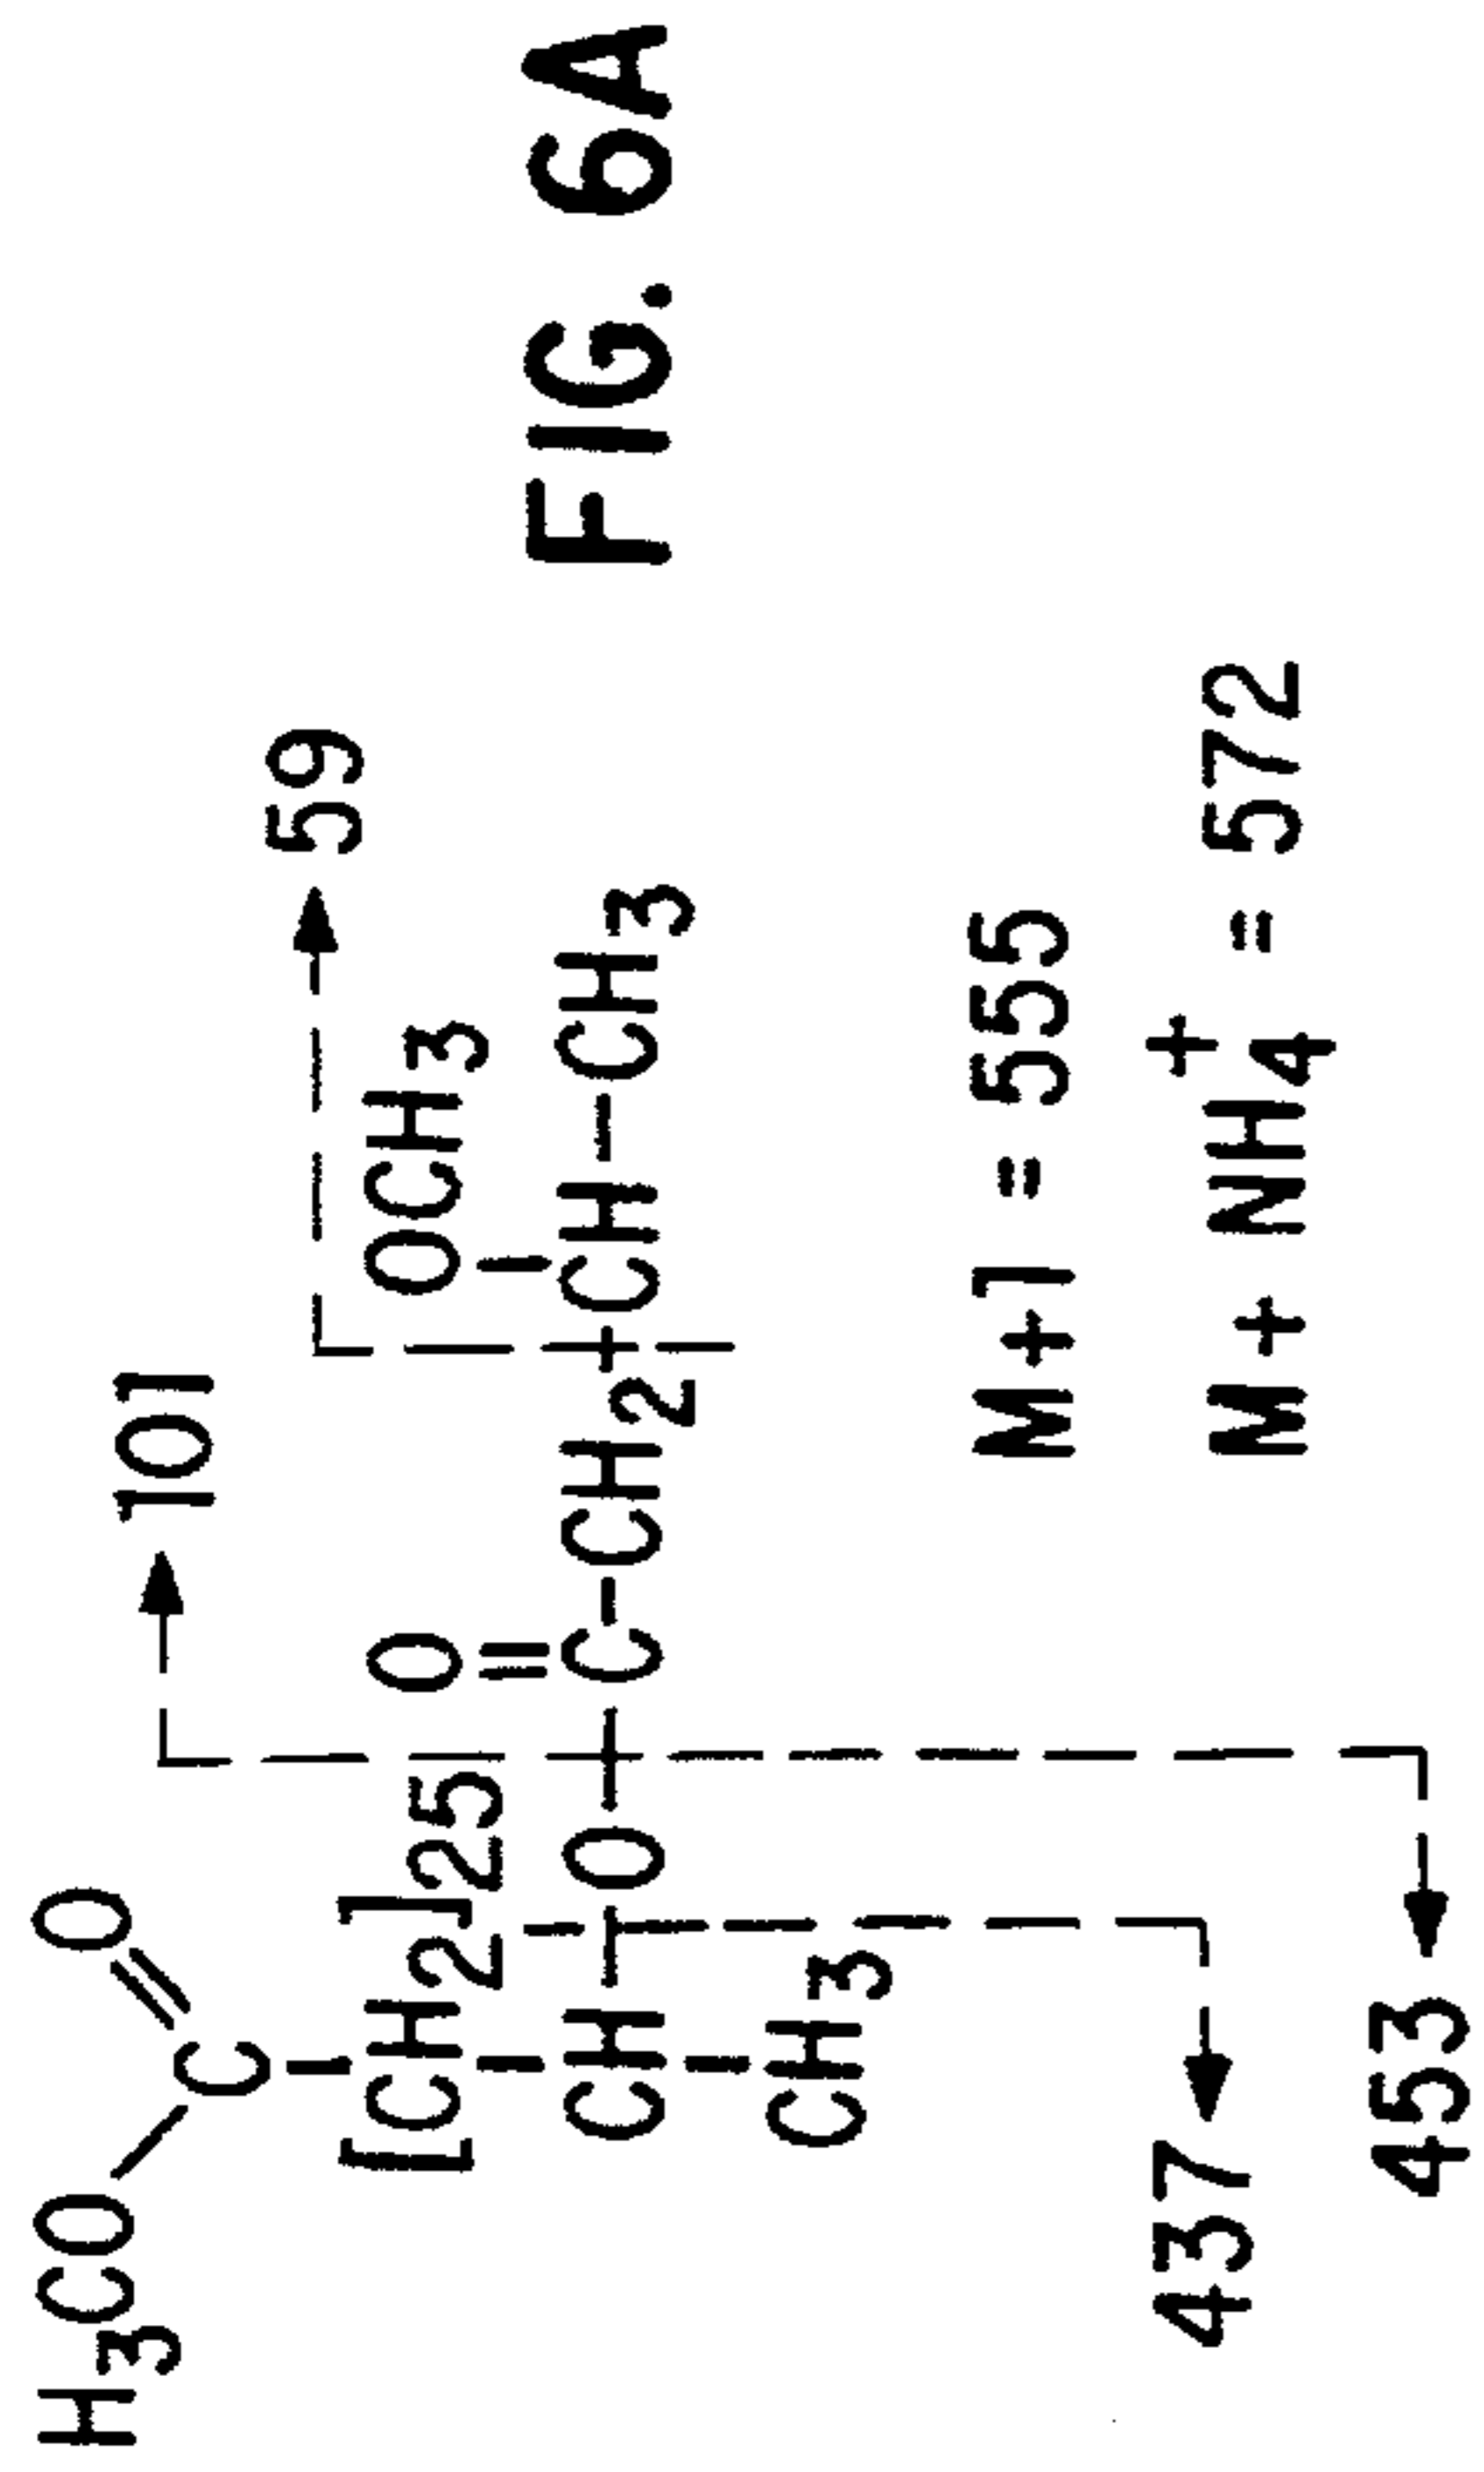 H₃CO O
101
C
59
[CH₂]₂₅ O OCH₃
CH-O-C-CH₂-CH-CH₃
FIG. 6A
CH₃
M+1 = 555
437
M+ NH₄⁺ = 572
453